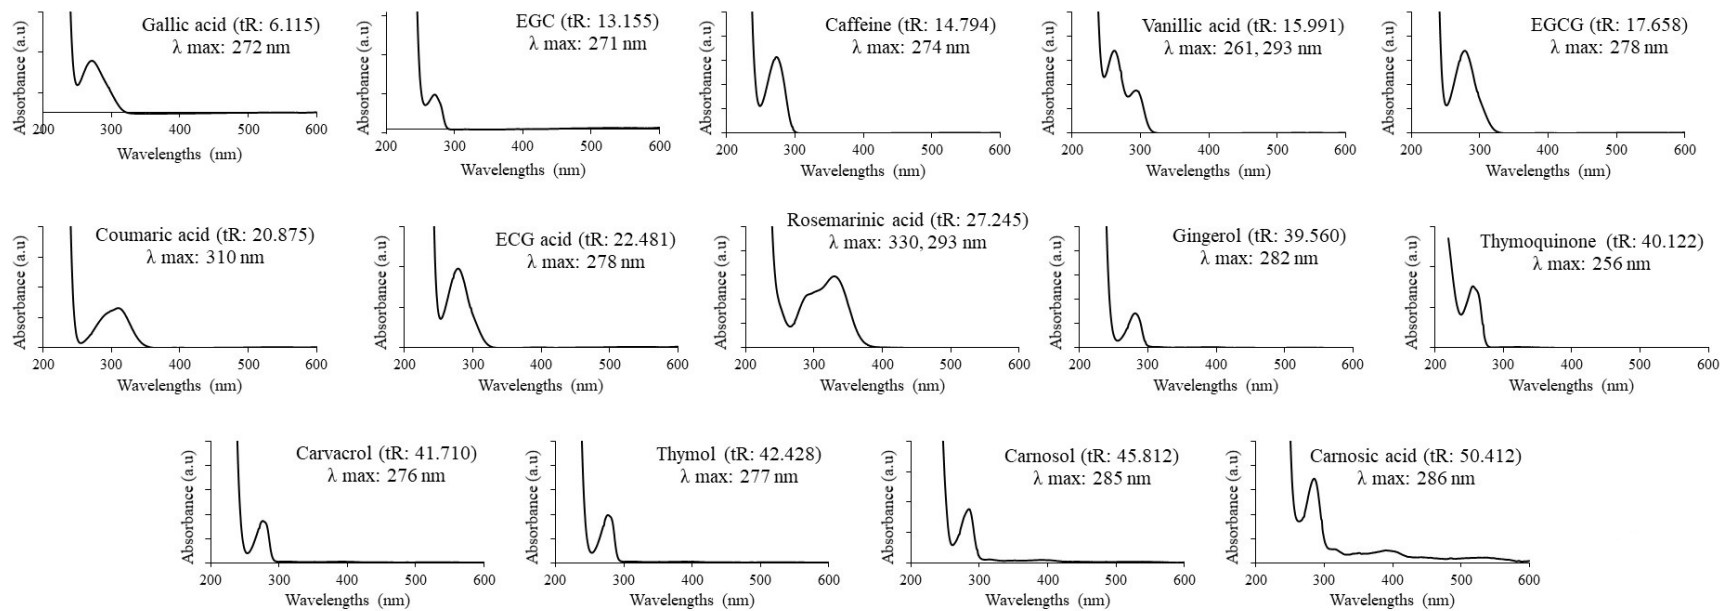 Gallic acid (tR: 6.115)
λ max: 272 nm
Absorbance (a.u)
200 300 400 500 600
Wavelengths (nm)
EGC (tR: 13.155)
λ max: 271 nm
Absorbance (a.u)
200 300 400 500 600
Wavelengths (nm)
Caffeine (tR: 14.794)
λ max: 274 nm
Absorbance (a.u)
200 300 400 500 600
Wavelengths (nm)
Vanillic acid (tR: 15.991)
λ max: 261, 293 nm
Absorbance (a.u)
200 300 400 500 600
Wavelengths (nm)
EGCG (tR: 17.658)
λ max: 278 nm
Absorbance (a.u)
200 300 400 500 600
Wavelengths (nm)
Coumaric acid (tR: 20.875)
λ max: 310 nm
Absorbance (a.u)
200 300 400 500 600
Wavelengths (nm)
ECG acid (tR: 22.481)
λ max: 278 nm
Absorbance (a.u)
200 300 400 500 600
Wavelengths (nm)
Rosemarinic acid (tR: 27.245)
λ max: 330, 293 nm
Absorbance (a.u)
200 300 400 500 600
Wavelengths (nm)
Gingerol (tR: 39.560)
λ max: 282 nm
Absorbance (a.u)
200 300 400 500 600
Wavelengths (nm)
Thymoquinone (tR: 40.122)
λ max: 256 nm
Absorbance (a.u)
200 300 400 500 600
Wavelengths (nm)
Carvacrol (tR: 41.710)
λ max: 276 nm
Absorbance (a.u)
200 300 400 500 600
Wavelengths (nm)
Thymol (tR: 42.428)
λ max: 277 nm
Absorbance (a.u)
200 300 400 500 600
Wavelengths (nm)
Carnosol (tR: 45.812)
λ max: 285 nm
Absorbance (a.u)
200 300 400 500 600
Wavelengths (nm)
Carnosic acid (tR: 50.412)
λ max: 286 nm
Absorbance (a.u)
200 300 400 500 600
Wavelengths (nm)